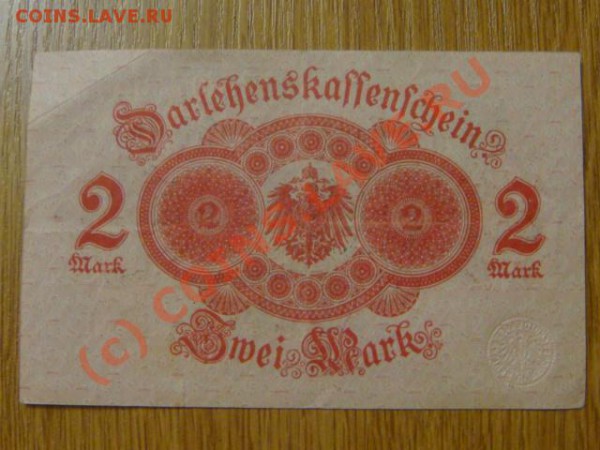 COINS.LAVE.RU
Darlehenskassenschein
2 2 2 2
Mark Mark
Zwei Mark
(c) COINS.LAVE.RU